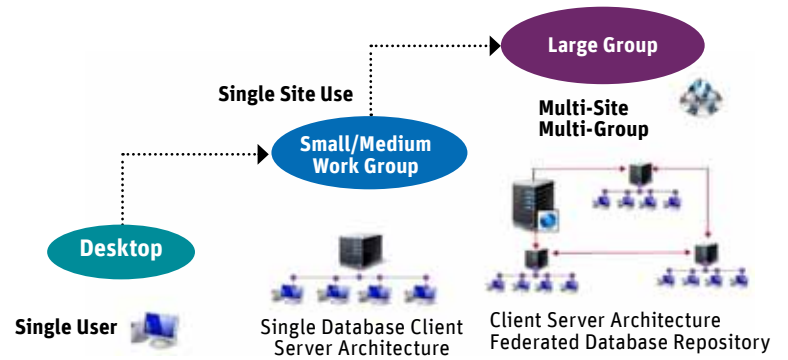 Large Group
Single Site Use
Multi-Site
Multi-Group
Small/Medium
Work Group
Desktop
Single User
Single Database Client
Server Architecture
Client Server Architecture
Federated Database Repository